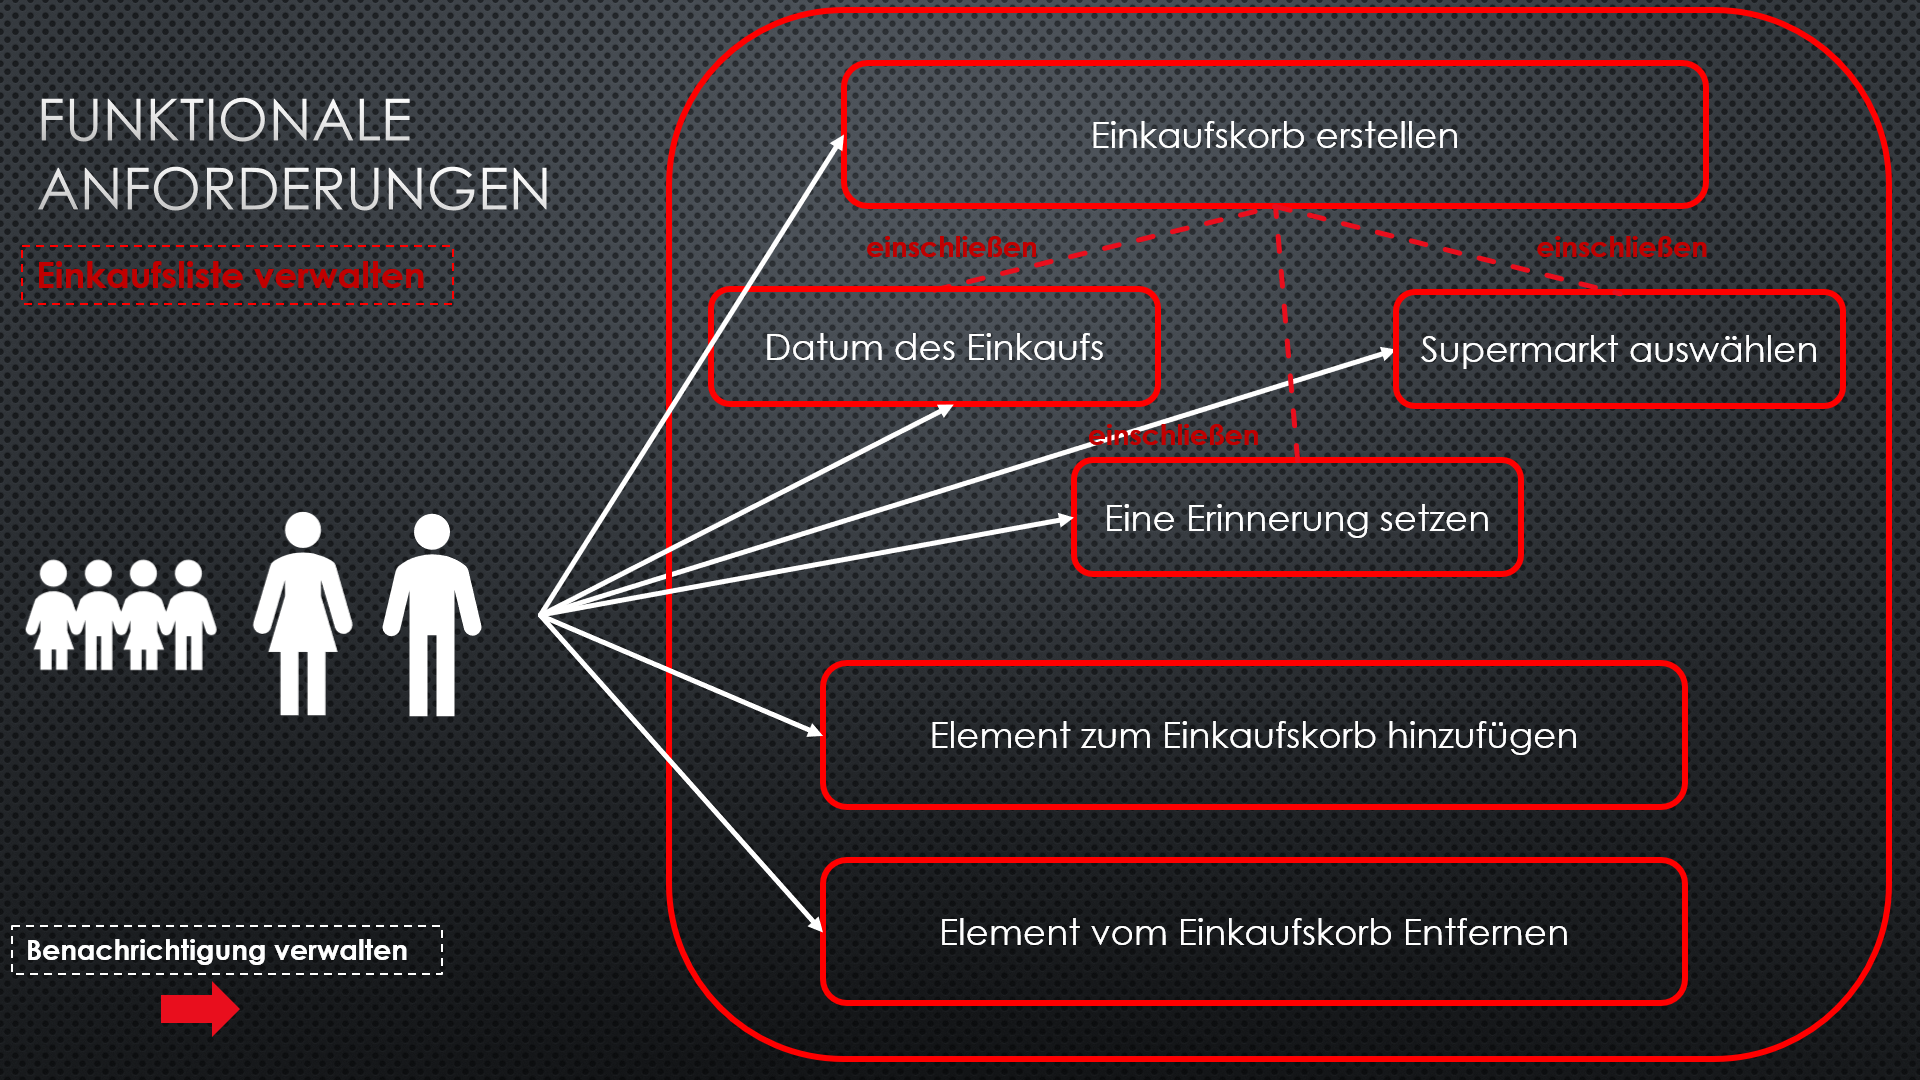 FUNKTIONALE
ANFORDERUNGEN
Einkaufsliste verwalten
Einkaufskorb erstellen
einschließen
einschließen
Datum des Einkaufs
Supermarkt auswählen
einschließen
Eine Erinnerung setzen
Element zum Einkaufskorb hinzufügen
Element vom Einkaufskorb Entfernen
Benachrichtigung verwalten